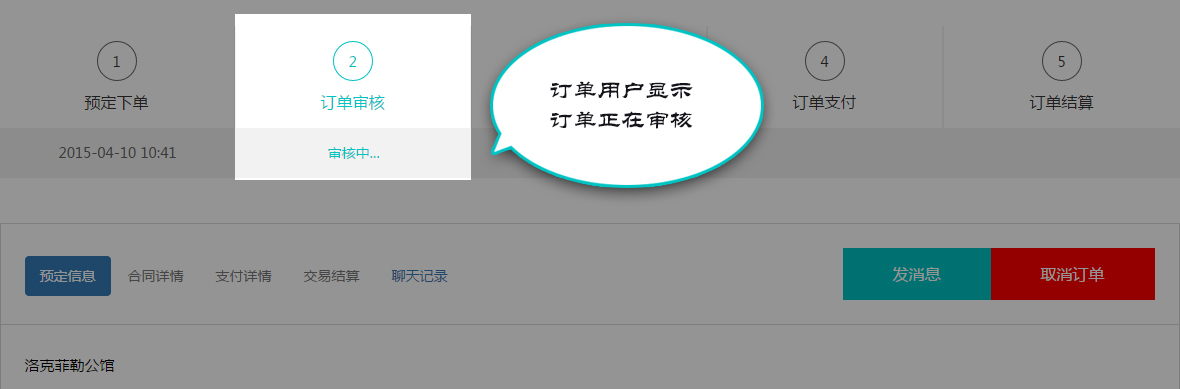 1
2
4
5
预定下单
订单审核
订单支付
订单结算
订单用户显示
订单正在审核
2015-04-10 10:41
审核中...
预定信息
合同详情
支付详情
交易结算
聊天记录
发消息
取消订单
洛克菲勒公馆